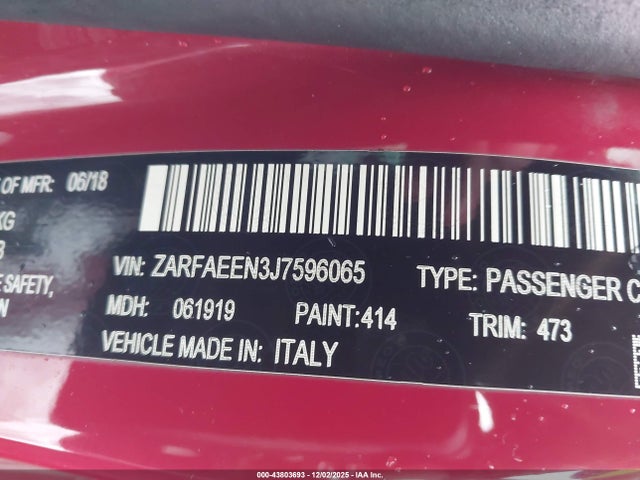 OF MFR: 06/18
KG
VIN: ZARFAEEN3J7596065 TYPE: PASSENGER C
E SAFETY,
MDH: 061919 PAINT:414 TRIM: 473
VEHICLE MADE IN: ITALY
000-43803693 - 12/02/2025 - IAA Inc.